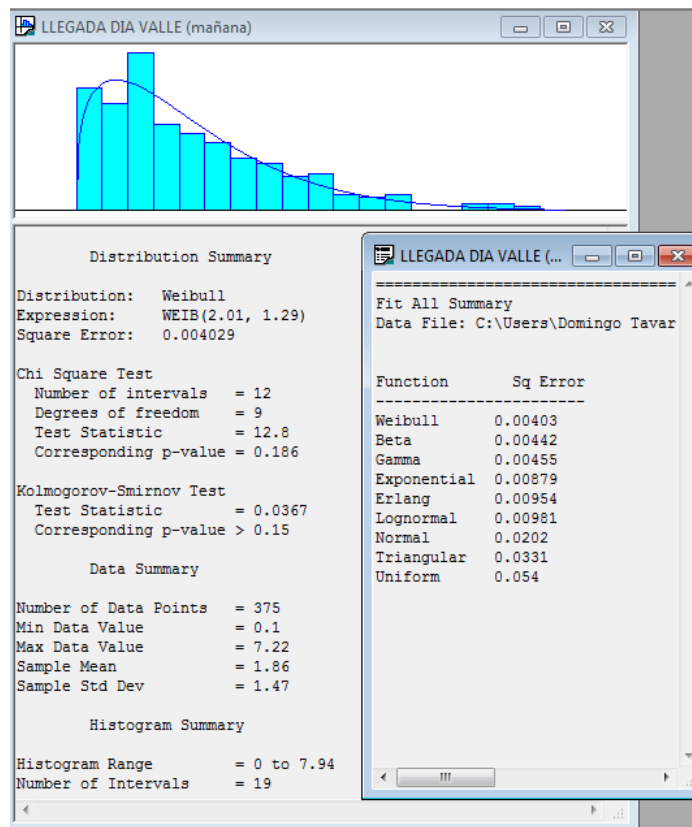 LLEGADA DIA VALLE (mañana)
Distribution Summary
Distribution: Weibull
Expression: WEIB(2.01, 1.29)
Square Error: 0.004029
Chi Square Test
Number of intervals = 12
Degrees of freedom = 9
Test Statistic = 12.8
Corresponding p-value = 0.186
Kolmogorov-Smirnov Test
Test Statistic = 0.0367
Corresponding p-value > 0.15
Data Summary
Number of Data Points = 375
Min Data Value = 0.1
Max Data Value = 7.22
Sample Mean = 1.86
Sample Std Dev = 1.47
Histogram Summary
Histogram Range = 0 to 7.94
Number of Intervals = 19
LLEGADA DIA VALLE (...
==================================
Fit All Summary
Data File: C:\Users\Domingo Tavar
Function Sq Error
-----------------------
Weibull 0.00403
Beta 0.00442
Gamma 0.00455
Exponential 0.00879
Erlang 0.00954
Lognormal 0.00981
Normal 0.0202
Triangular 0.0331
Uniform 0.054